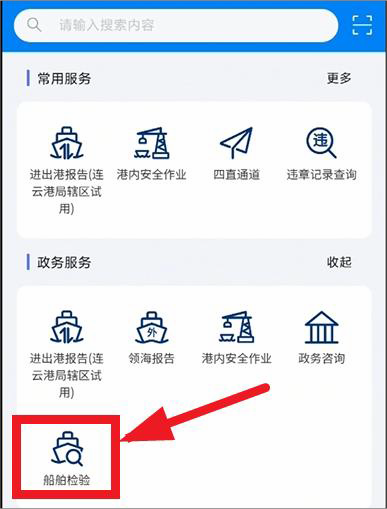 请输入搜索内容
常用服务
更多
违
进出港报告(连
云港局辖区试
用)
港内安全作业
四直通道
违章记录查询
政务服务
收起
外
进出港报告(连
云港局辖区试
用)
领海报告
港内安全作业
政务咨询
船舶检验